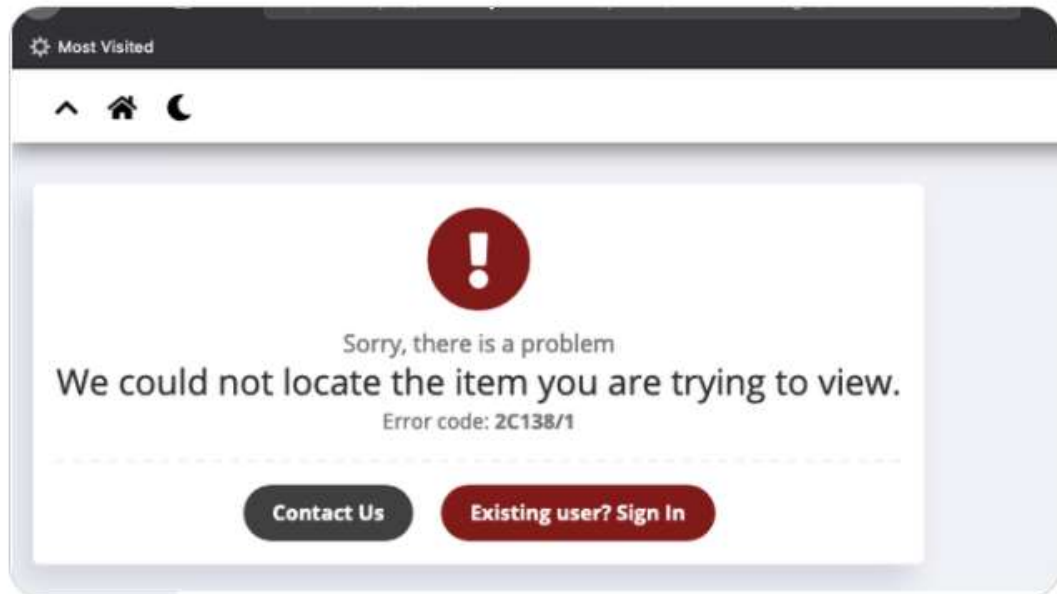 Most Visited
Sorry, there is a problem
We could not locate the item you are trying to view.
Error code: 2C138/1
Contact Us
Existing user? Sign In